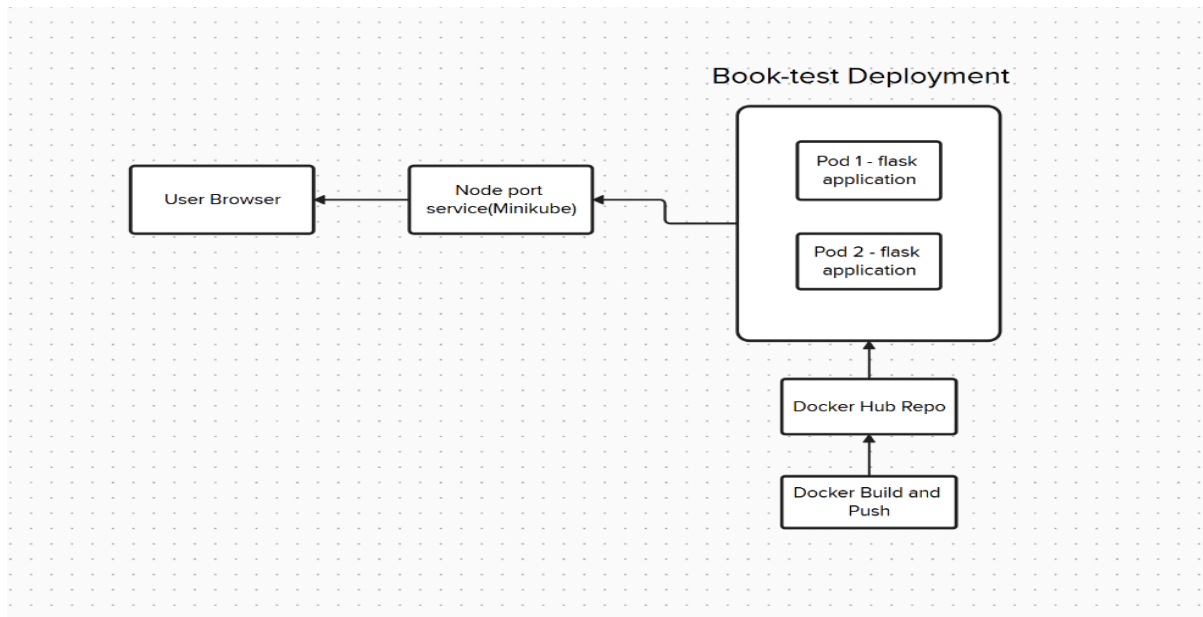 Book-test Deployment
Pod 1 - flask
application
User Browser
Node port
service(Minikube)
Pod 2 - flask
application
Docker Hub Repo
Docker Build and
Push